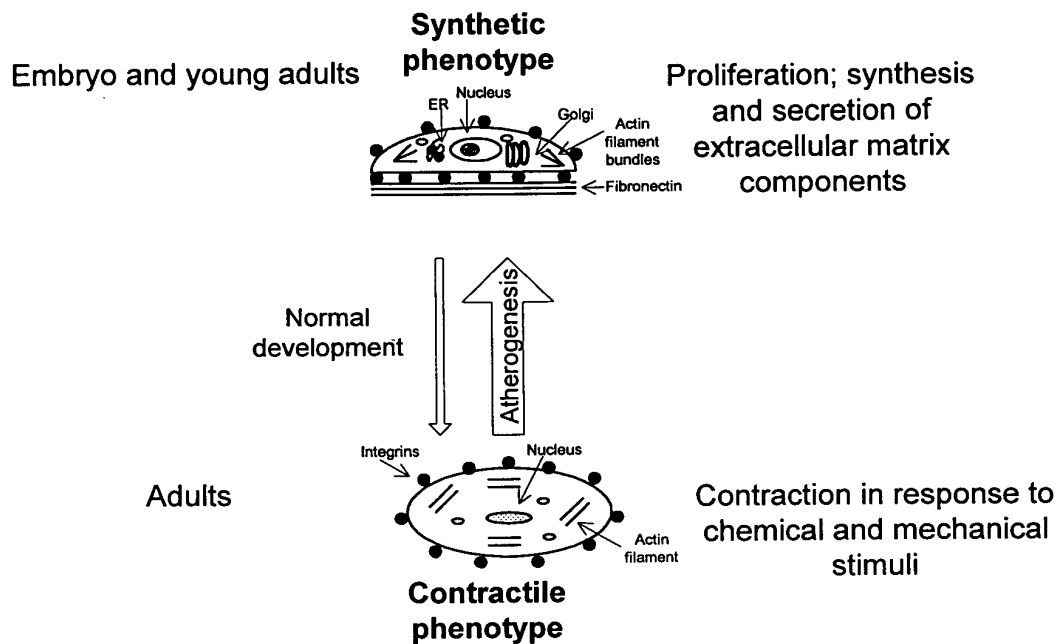 Synthetic
phenotype
Embryo and young adults
Proliferation; synthesis
and secretion of
extracellular matrix
components
ER
Nucleus
Golgi
Actin
filament
bundles
Fibronectin
Normal
development
Atherogenesis
Integrins
Nucleus
Adults
Contraction in response to
chemical and mechanical
stimuli
Actin
filament
Contractile
phenotype